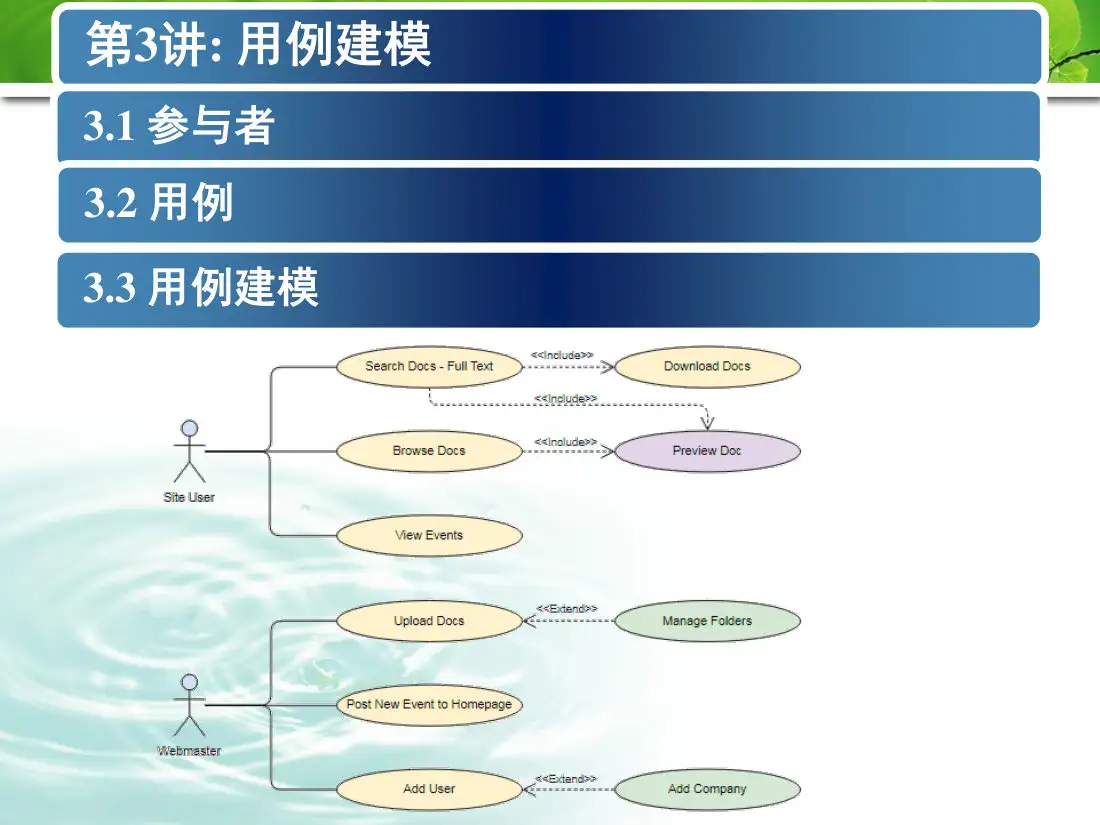 第3讲: 用例建模
3.1 参与者
3.2 用例
3.3 用例建模
Search Docs - Full Text
<<Include>>
Download Docs
<<Include>>
Browse Docs
<<Include>>
Preview Doc
Site User
View Events
Upload Docs
<<Extend>>
Manage Folders
Post New Event to Homepage
Webmaster
Add User
<<Extend>>
Add Company